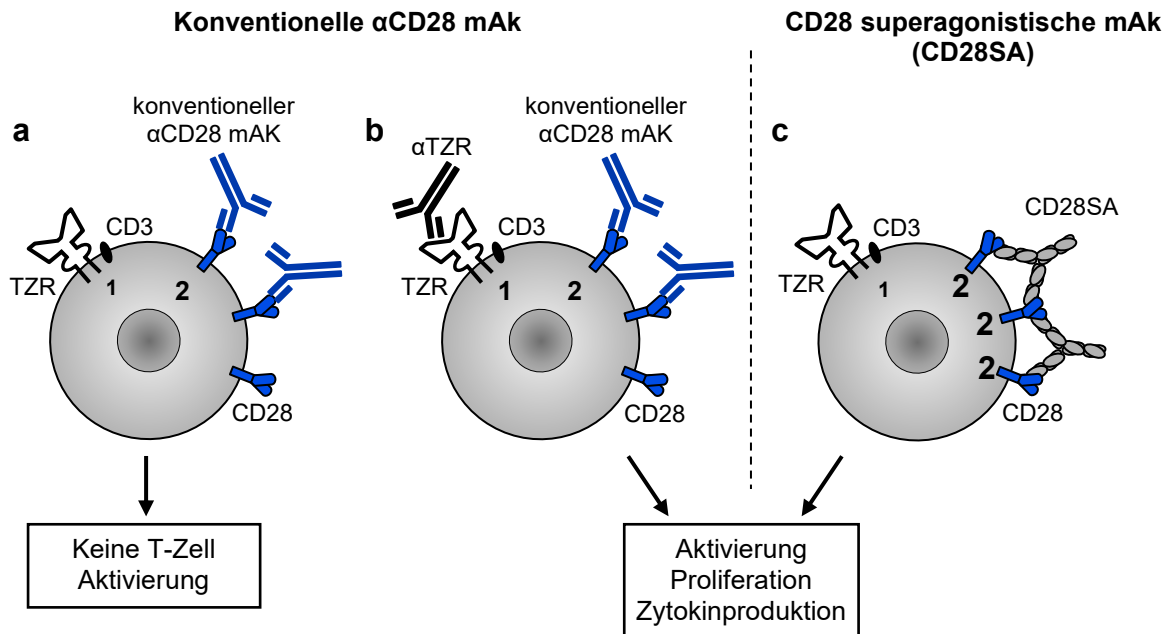 Konventionelle αCD28 mAk
CD28 superagonistische mAk
(CD28SA)
a
konventioneller
αCD28 mAK
CD3
TZR
1
2
CD28
Keine T-Zell
Aktivierung
b
αTZR
konventioneller
αCD28 mAK
CD3
TZR
1
2
CD28
c
CD28SA
CD3
TZR
1
2
2
2
CD28
Aktivierung
Proliferation
Zytokinproduktion